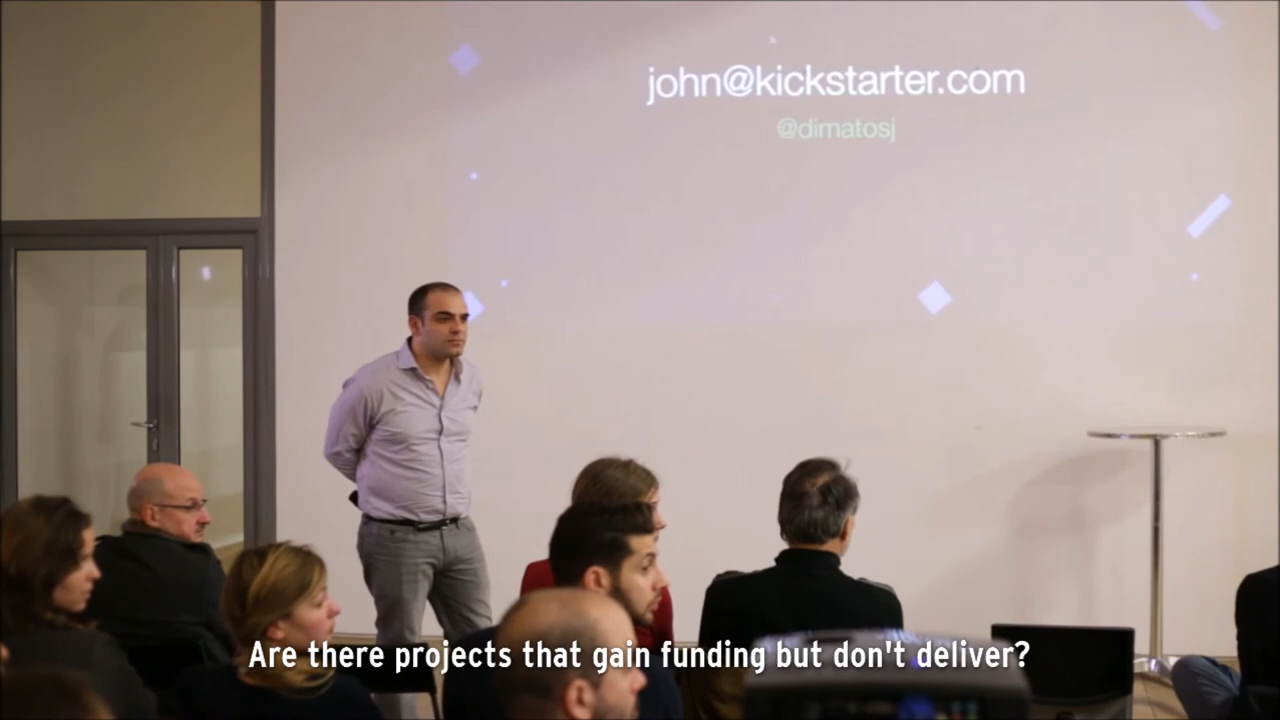 john@kickstarter.com
@dimatosj
Are there projects that gain funding but don't deliver?